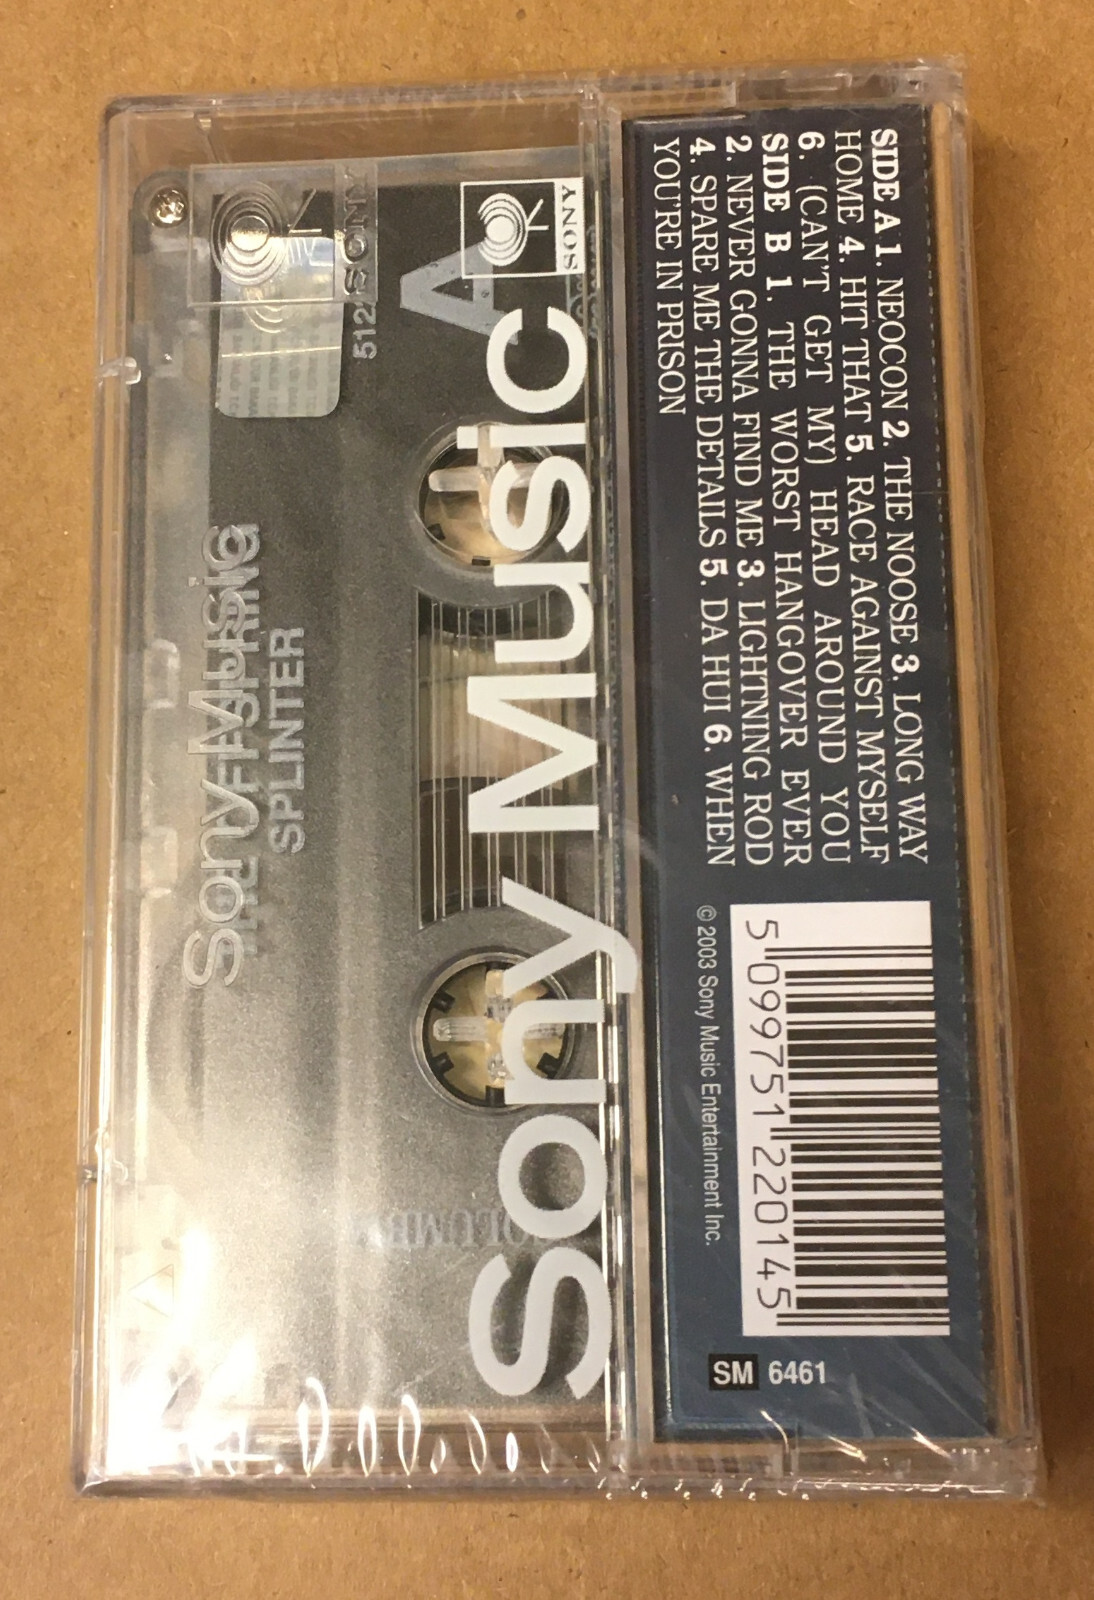 SIDE A 1. NEOCON 2. THE NOOSE 3. LONG WAY
HOME 4. HIT THAT 5. RACE AGAINST MYSELF
6. (CAN'T GET MY) HEAD AROUND YOU
SIDE B 1. THE WORST HANGOVER EVER
2. NEVER GONNA FIND ME 3. LIGHTNING ROD
4. SPARE ME THE DETAILS 5. DA HUI 6. WHEN
YOU'RE IN PRISON
5 099751 220145
© 2003 Sony Music Entertainment Inc.
SM 6461
SONY
Sony Music
A
SONY
512
SPLINTER
Sony Music